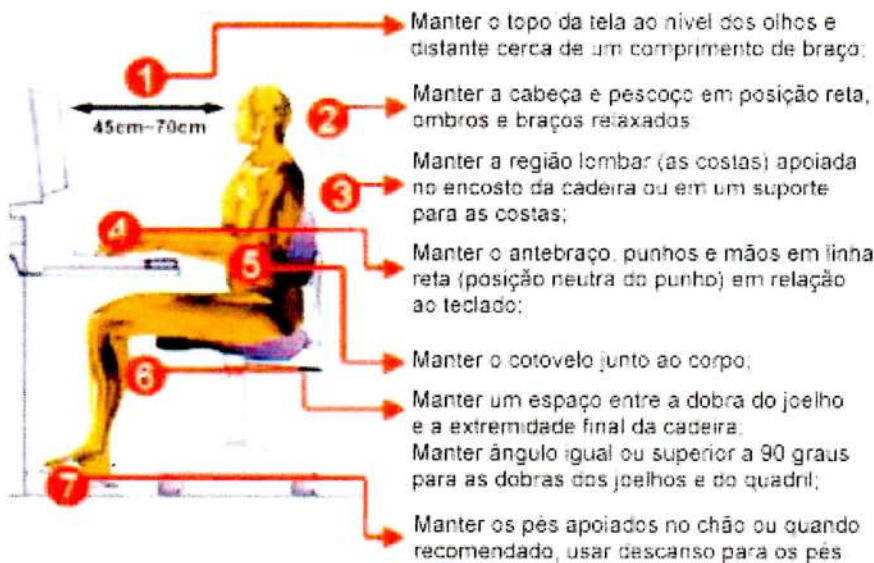 Manter o topo da tela ao nível dos olhos e
distante cerca de um comprimento de braço;
1
45cm~70cm
Manter a cabeça e pescoço em posição reta,
ombros e braços relaxados
2
Manter a região lombar (as costas) apoiada
no encosto da cadeira ou em um suporte
para as costas;
3
4
Manter o antebraço, punhos e mãos em linha
reta (posição neutra do punho) em relação
ao teclado;
5
Manter o cotovelo junto ao corpo;
6
Manter um espaço entre a dobra do joelho
e a extremidade final da cadeira;
Manter ângulo igual ou superior a 90 graus
para as dobras dos joelhos e do quadril;
7
Manter os pés apoiados no chão ou quando
recomendado, usar descanso para os pés